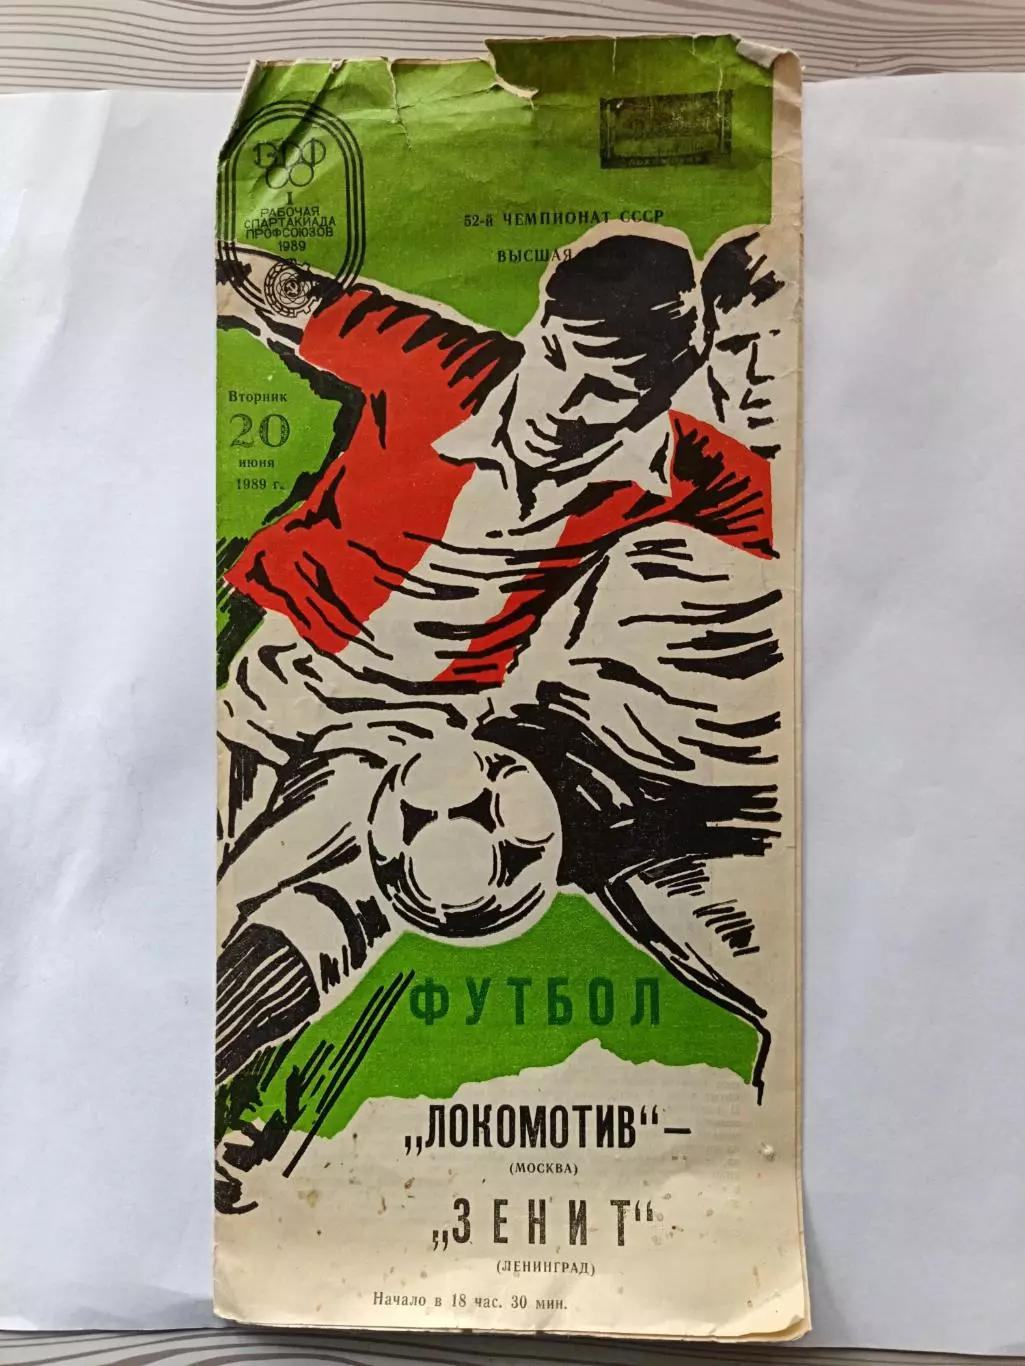 I
РАБОЧАЯ
СПАРТАКИАДА
ПРОФСОЮЗОВ
1989
52-й ЧЕМПИОНАТ СССР
ВЫСШАЯ
Вторник
20
июня
1989 г.
ФУТБОЛ
„ЛОКОМОТИВ“ –
(МОСКВА)
„ЗЕНИТ“
(ЛЕНИНГРАД)
Начало в 18 час. 30 мин.